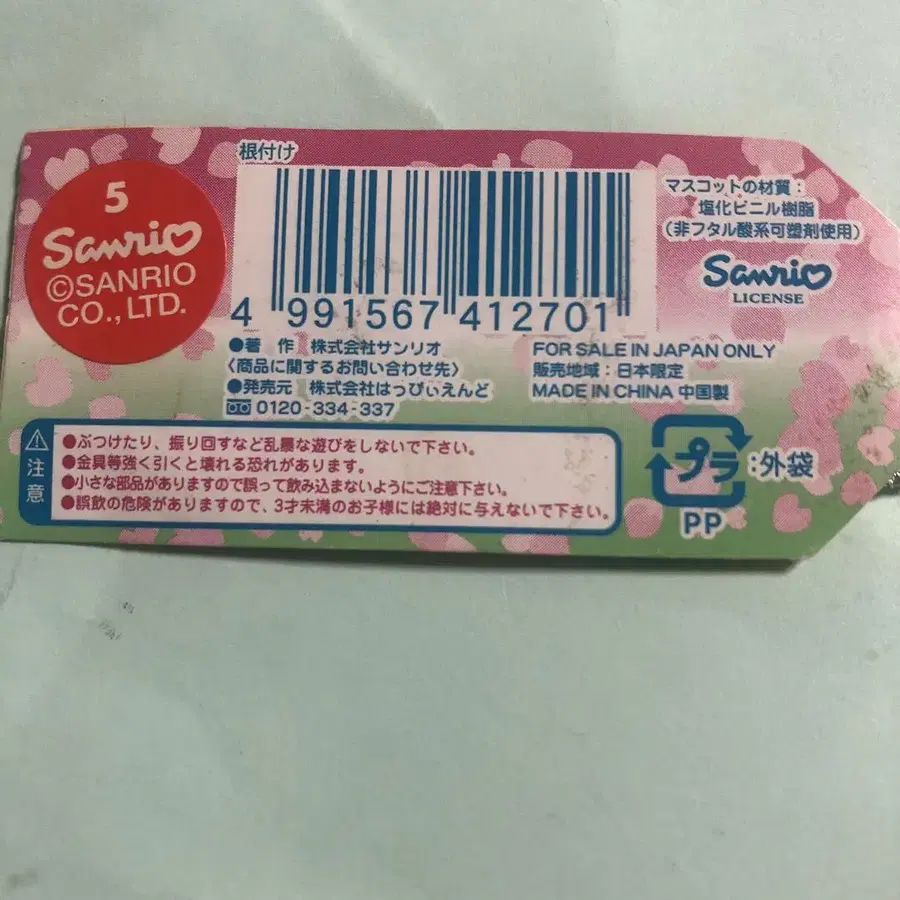 5
Sanrio
©SANRIO
CO., LTD.
根付け
4 991567 412701
マスコットの材質：
塩化ビニル樹脂
（非フタル酸系可塑剤使用）
Sanrio
LICENSE
●著　作　株式会社サンリオ
〈商品に関するお問い合わせ先〉
●発売元　株式会社はっぴぃえんど
0120-334-337
FOR SALE IN JAPAN ONLY
販売地域：日本限定
MADE IN CHINA 中国製
注意
●ぶつけたり、振り回すなど乱暴な遊びをしないで下さい。
●金具等強く引くと壊れる恐れがあります。
●小さな部品がありますので誤って飲み込まないようにご注意下さい。
●誤飲の危険がありますので、3才未満のお子様には絶対に与えないで下さい。
プラ：外袋
PP